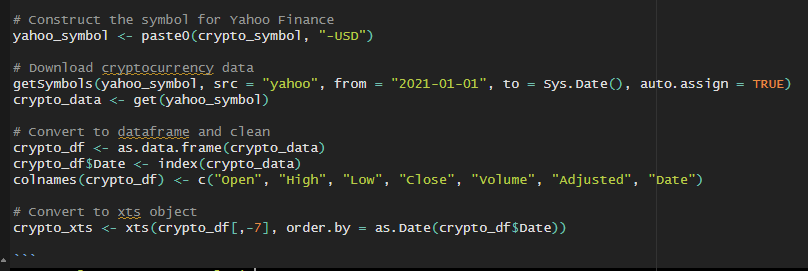 # Construct the symbol for Yahoo Finance
yahoo_symbol <- paste0(crypto_symbol, "-USD")
# Download cryptocurrency data
getSymbols(yahoo_symbol, src = "yahoo", from = "2021-01-01", to = Sys.Date(), auto.assign = TRUE)
crypto_data <- get(yahoo_symbol)
# Convert to dataframe and clean
crypto_df <- as.data.frame(crypto_data)
crypto_df$Date <- index(crypto_data)
colnames(crypto_df) <- c("Open", "High", "Low", "Close", "Volume", "Adjusted", "Date")
# Convert to xts object
crypto_xts <- xts(crypto_df[,-7], order.by = as.Date(crypto_df$Date))
```